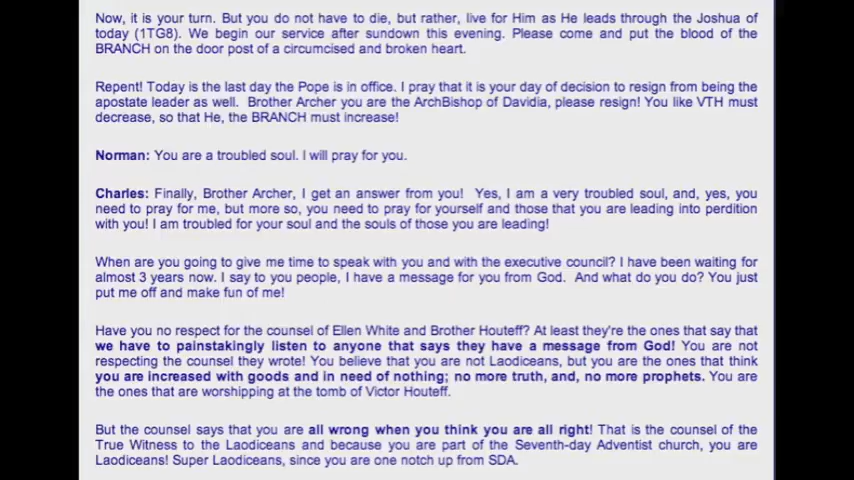 Now, it is your turn. But you do not have to die, but rather, live for Him as He leads through the Joshua of
today (1TG8). We begin our service after sundown this evening. Please come and put the blood of the
BRANCH on the door post of a circumcised and broken heart.
Repent! Today is the last day the Pope is in office. I pray that it is your day of decision to resign from being the
apostate leader as well. Brother Archer you are the ArchBishop of Davidia, please resign! You like VTH must
decrease, so that He, the BRANCH must increase!
Norman: You are a troubled soul. I will pray for you.
Charles: Finally, Brother Archer, I get an answer from you! Yes, I am a very troubled soul, and, yes, you
need to pray for me, but more so, you need to pray for yourself and those that you are leading into perdition
with you! I am troubled for your soul and the souls of those you are leading!
When are you going to give me time to speak with you and with the executive council? I have been waiting for
almost 3 years now. I say to you people, I have a message for you from God. And what do you do? You just
put me off and make fun of me!
Have you no respect for the counsel of Ellen White and Brother Houteff? At least they're the ones that say that
we have to painstakingly listen to anyone that says they have a message from God! You are not
respecting the counsel they wrote! You believe that you are not Laodiceans, but you are the ones that think
you are increased with goods and in need of nothing; no more truth, and, no more prophets. You are
the ones that are worshipping at the tomb of Victor Houteff.
But the counsel says that you are all wrong when you think you are all right! That is the counsel of the
True Witness to the Laodiceans and because you are part of the Seventh-day Adventist church, you are
Laodiceans! Super Laodiceans, since you are one notch up from SDA.